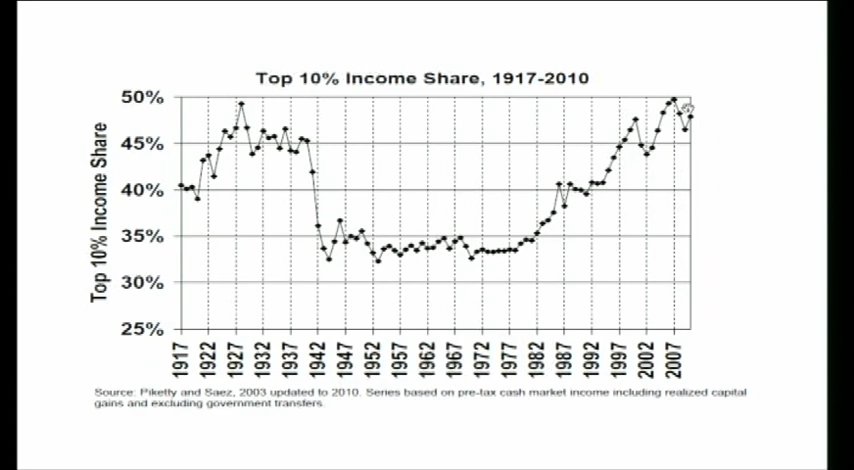 Top 10% Income Share, 1917-2010
50%
45%
40%
35%
30%
25%
Top 10% Income Share
1917 1922 1927 1932 1937 1942 1947 1952 1957 1962 1967 1972 1977 1982 1987 1992 1997 2002 2007
Source: Piketty and Saez, 2003 updated to 2010. Series based on pre-tax cash market income including realized capital
gains and excluding government transfers.